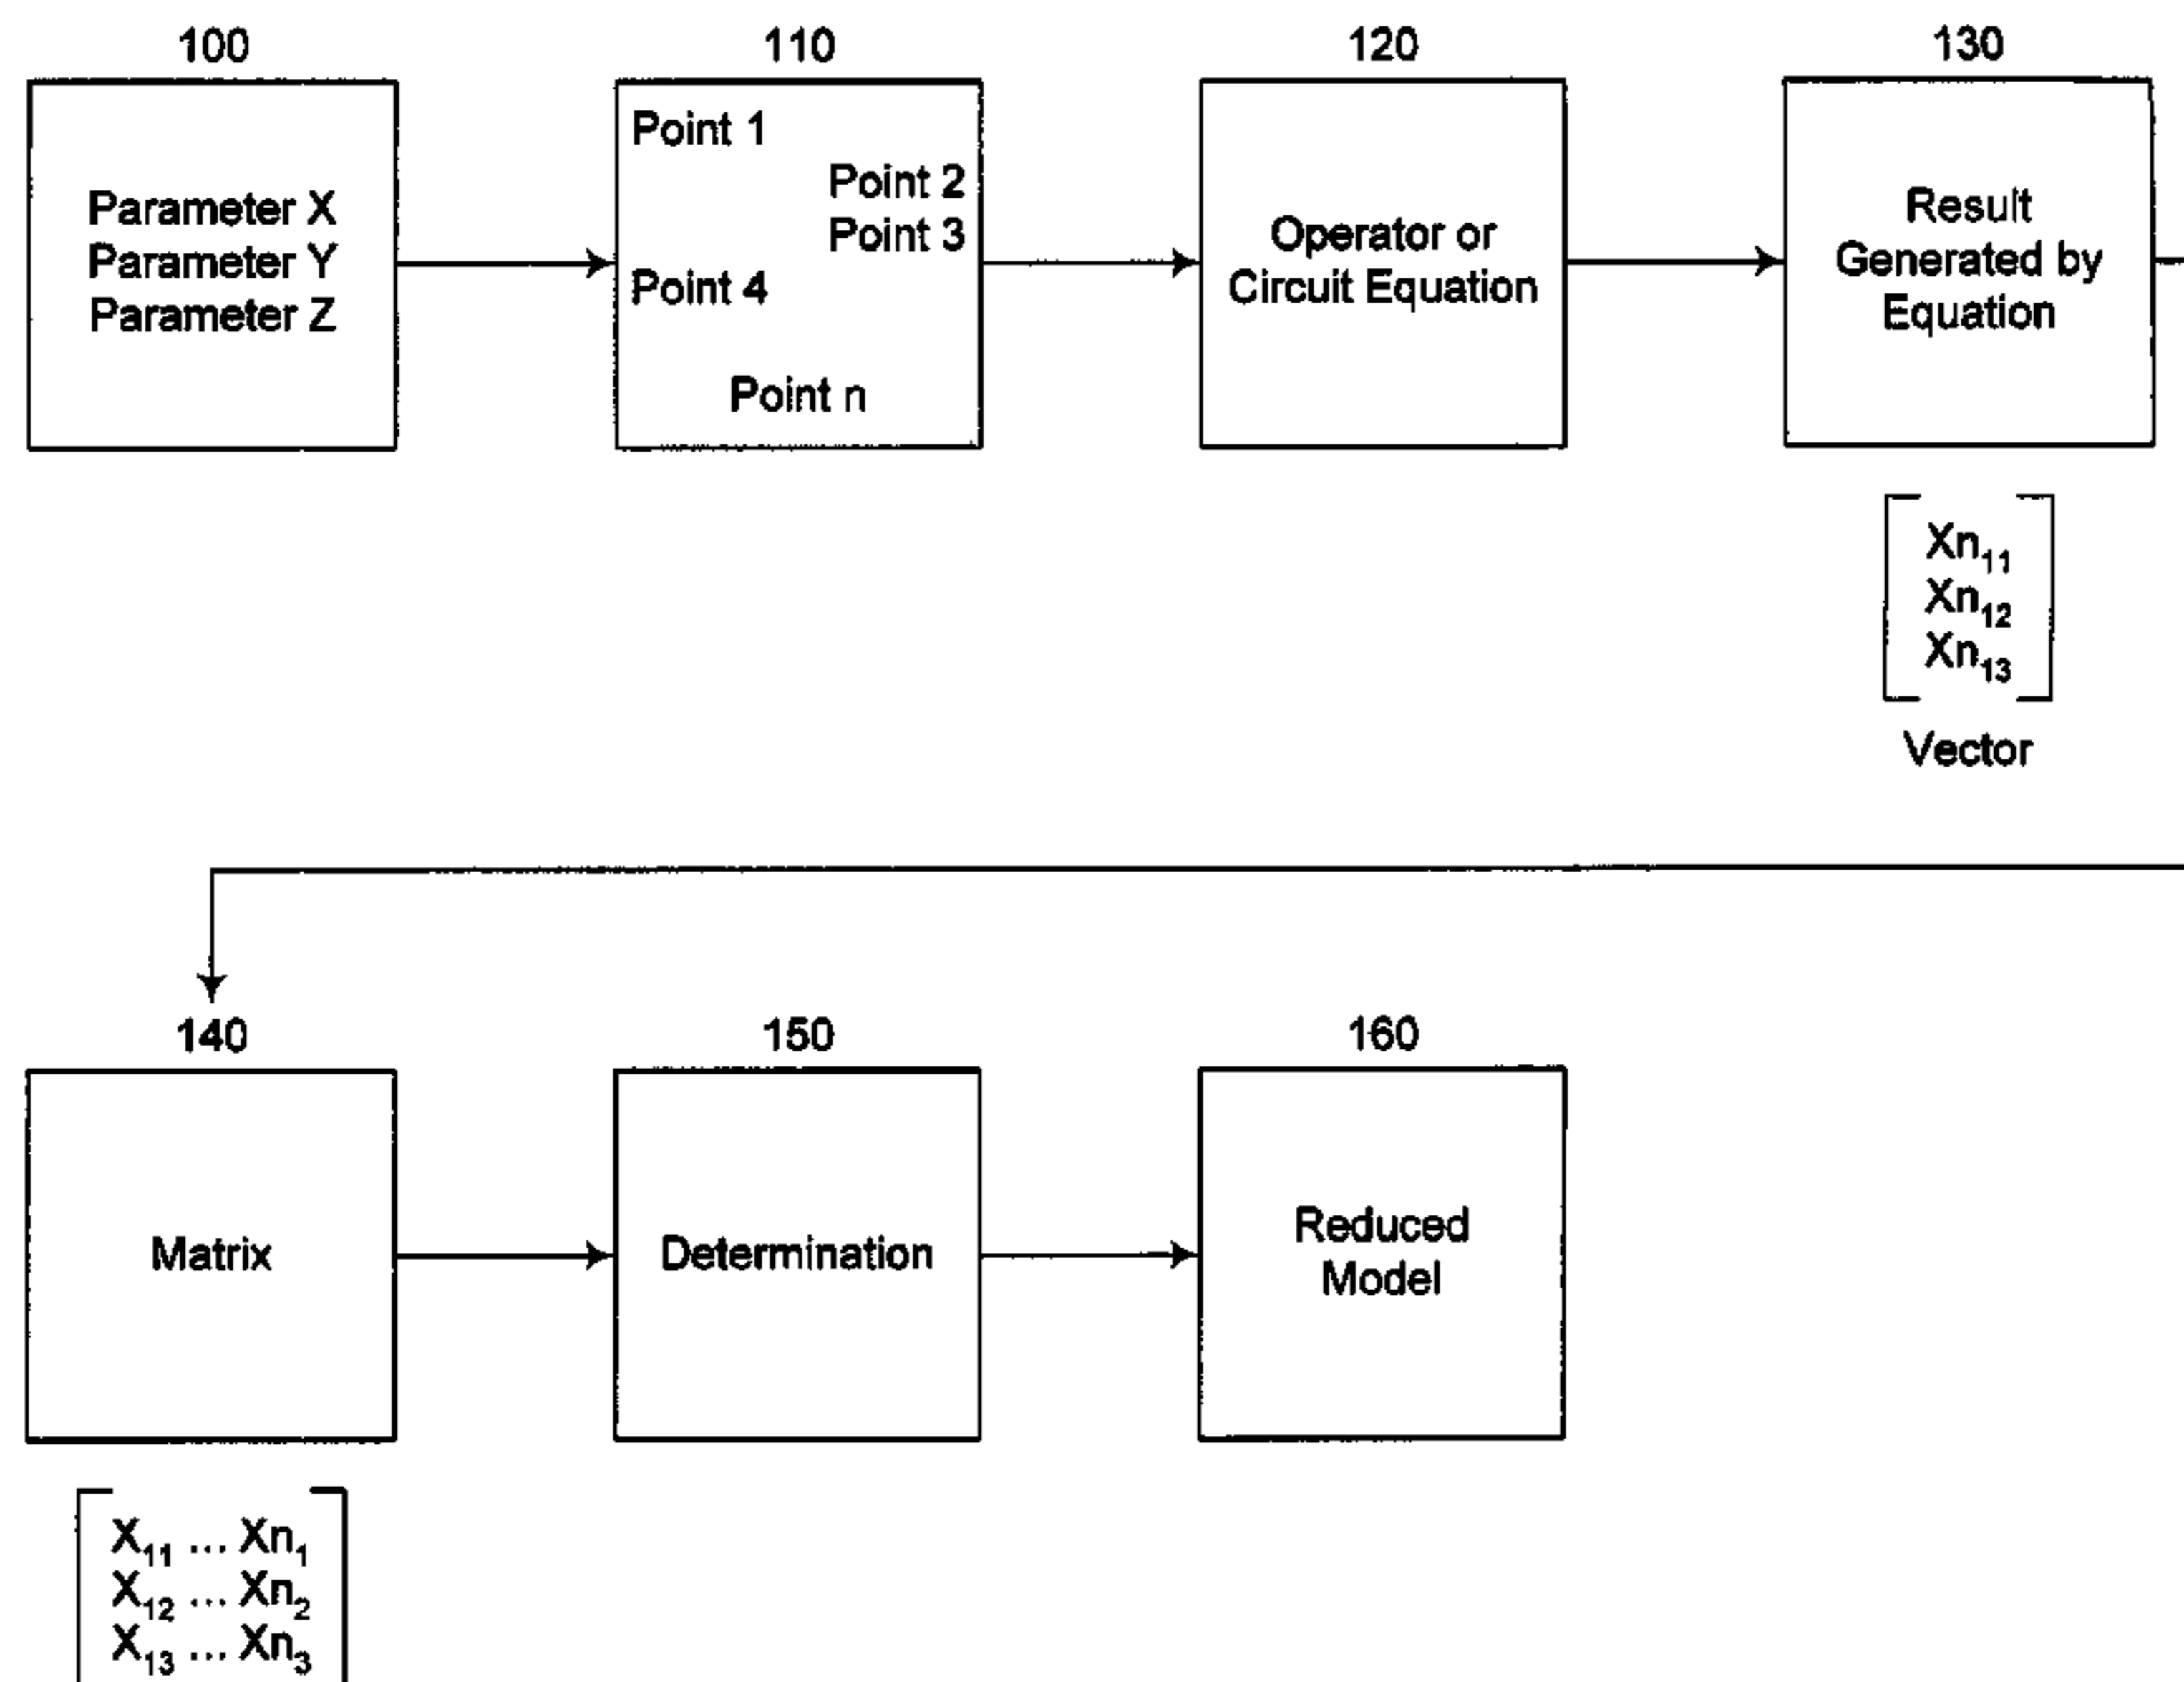 100
110
120
130
Parameter X
Parameter Y
Parameter Z
Point 1
Point 2
Point 3
Point 4
Point n
Operator or
Circuit Equation
Result
Generated by
Equation
Xn₁₁
Xn₁₂
Xn₁₃
Vector
140
150
160
Matrix
Determination
Reduced
Model
X₁₁ ... Xn₁
X₁₂ ... Xn₂
X₁₃ ... Xn₃